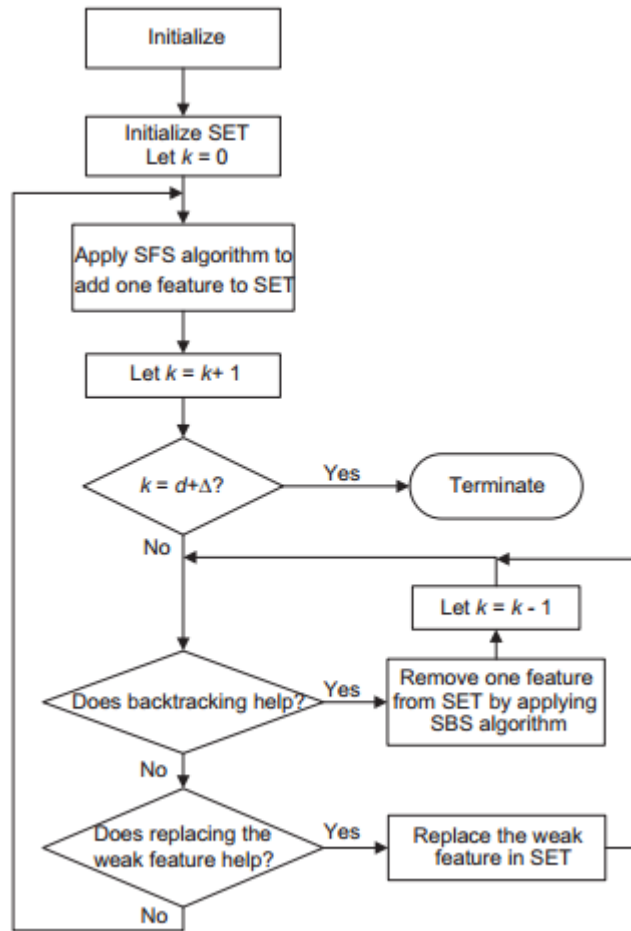 Initialize
Initialize SET
Let k = 0
Apply SFS algorithm to
add one feature to SET
Let k = k+ 1
k = d+Δ?
Yes
Terminate
No
Let k = k - 1
Does backtracking help?
Yes
Remove one feature
from SET by applying
SBS algorithm
No
Does replacing the
weak feature help?
Yes
Replace the weak
feature in SET
No